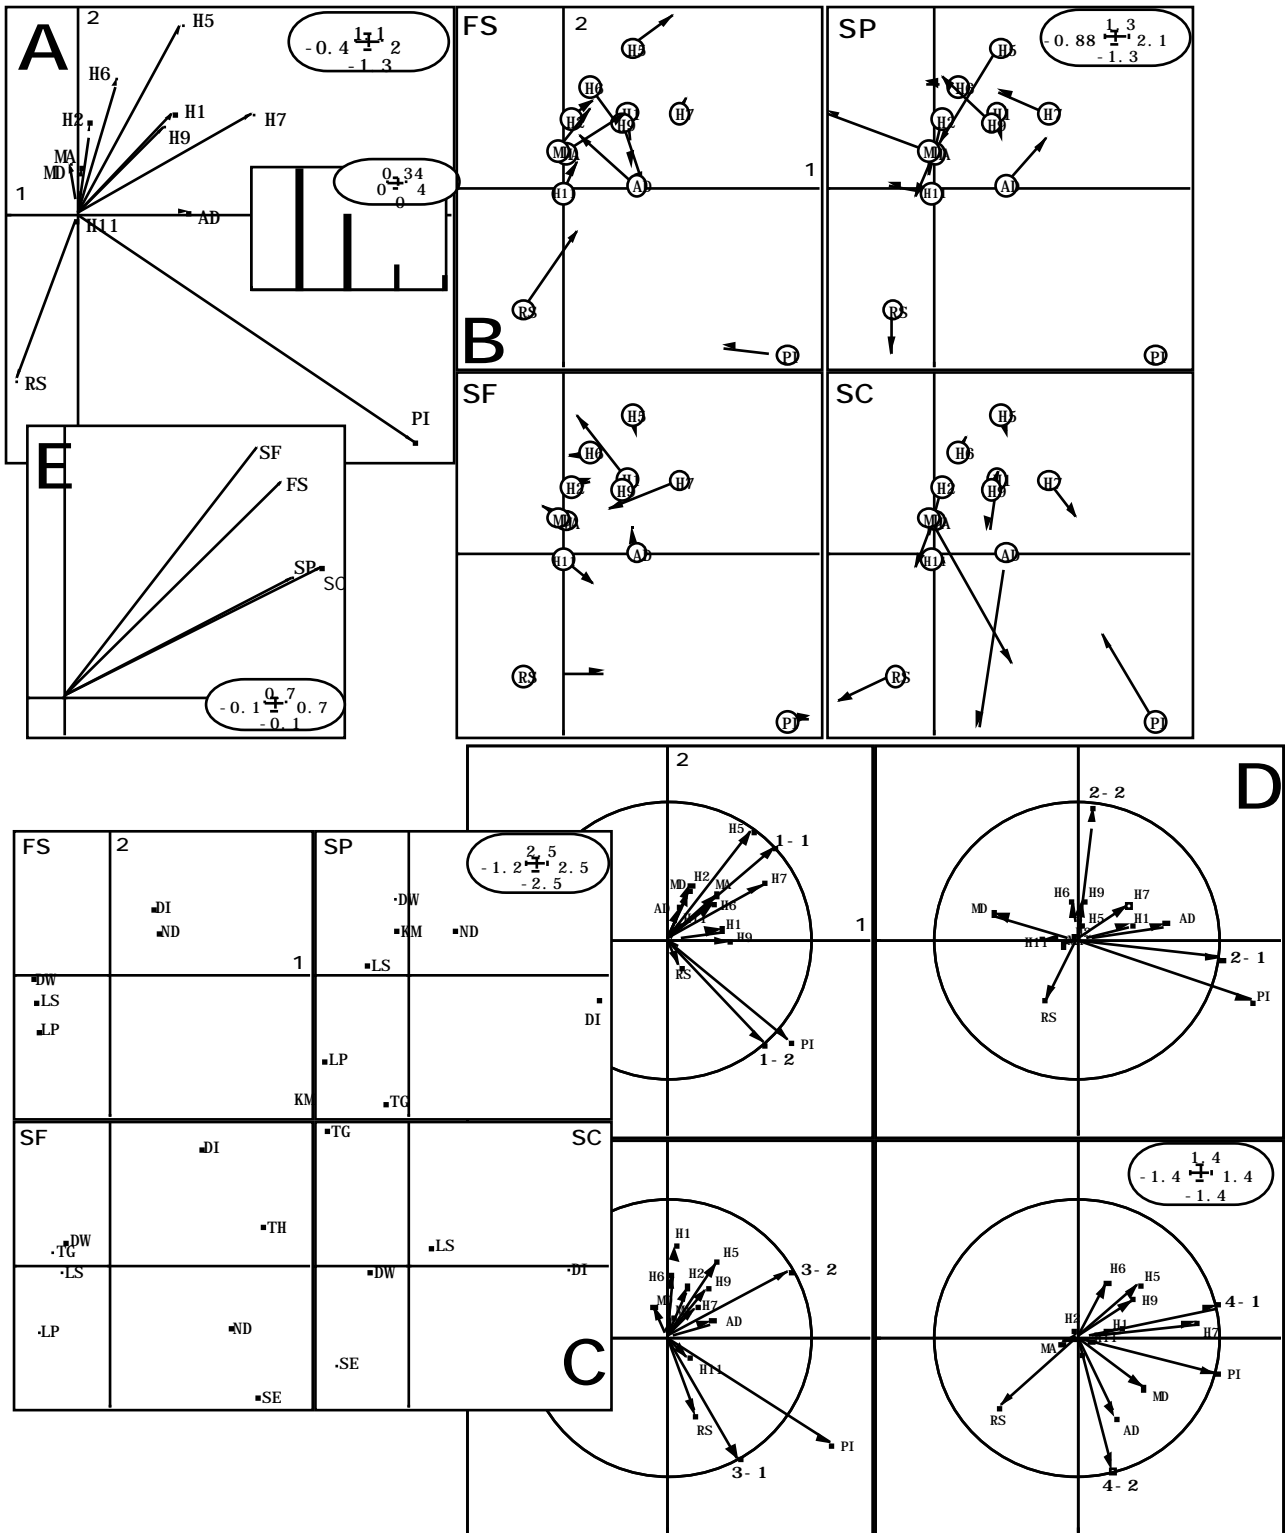 A
2
H5
1.1
-0.4 2
-1.3
H6
H2
H1
H9
H7
MA
MD
1
H11
AD
0.34
0 4
0
RS
PI
FS
2
H5
H6
H2
H1
H9
H7
MD
H11
AD
1
RS
B
PI
SP
1.3
-0.88 2.1
-1.3
H5
H6
H2
H1
H9
H7
MD
AD
RS
PI
E
SF
FS
SP
SC
0.7
-0.1 0.7
-0.1
SF
H5
H6
H2
H1
H9
H7
MD
H11
AD
RS
PI
SC
H5
H6
H2
H9
H7
MD
H11
AD
RS
PI
2
H5
1-1
MD
H2
MA
H7
AD
H6
H1
H9
1
RS
PI
1-2
D
2-2
MD
H6
H9
H7
H5
H1
AD
H11
2-1
PI
RS
FS
2
DI
ND
1
DW
LS
LP
KM
SP
2.5
-1.2 2.5
-2.5
DW
KM
ND
LS
DI
LP
TG
SF
DI
TH
DW
TG
LS
LP
ND
SE
SC
TG
LS
DW
DI
SE
H1
H5
3-2
H6
H2
H9
H7
AD
C
H11
RS
PI
3-1
1.4
-1.4 1.4
-1.4
H6
H5
H9
4-1
H2
H1
H7
MA
PI
MD
RS
AD
4-2